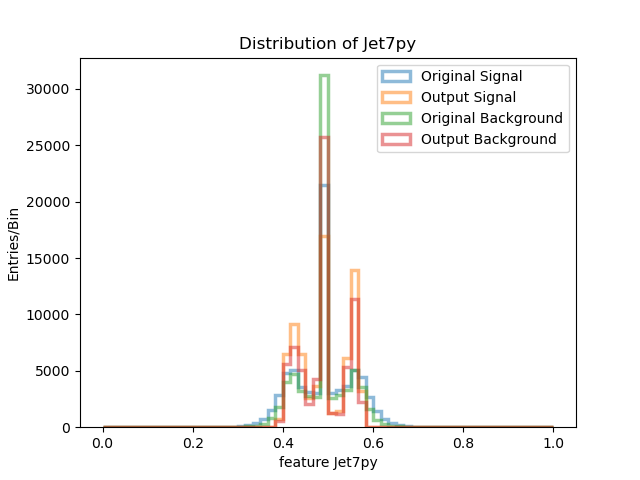 Distribution of Jet7py
Original Signal
Output Signal
Original Background
Output Background
Entries/Bin
30000
25000
20000
15000
10000
5000
0
0.0 0.2 0.4 0.6 0.8 1.0
feature Jet7py